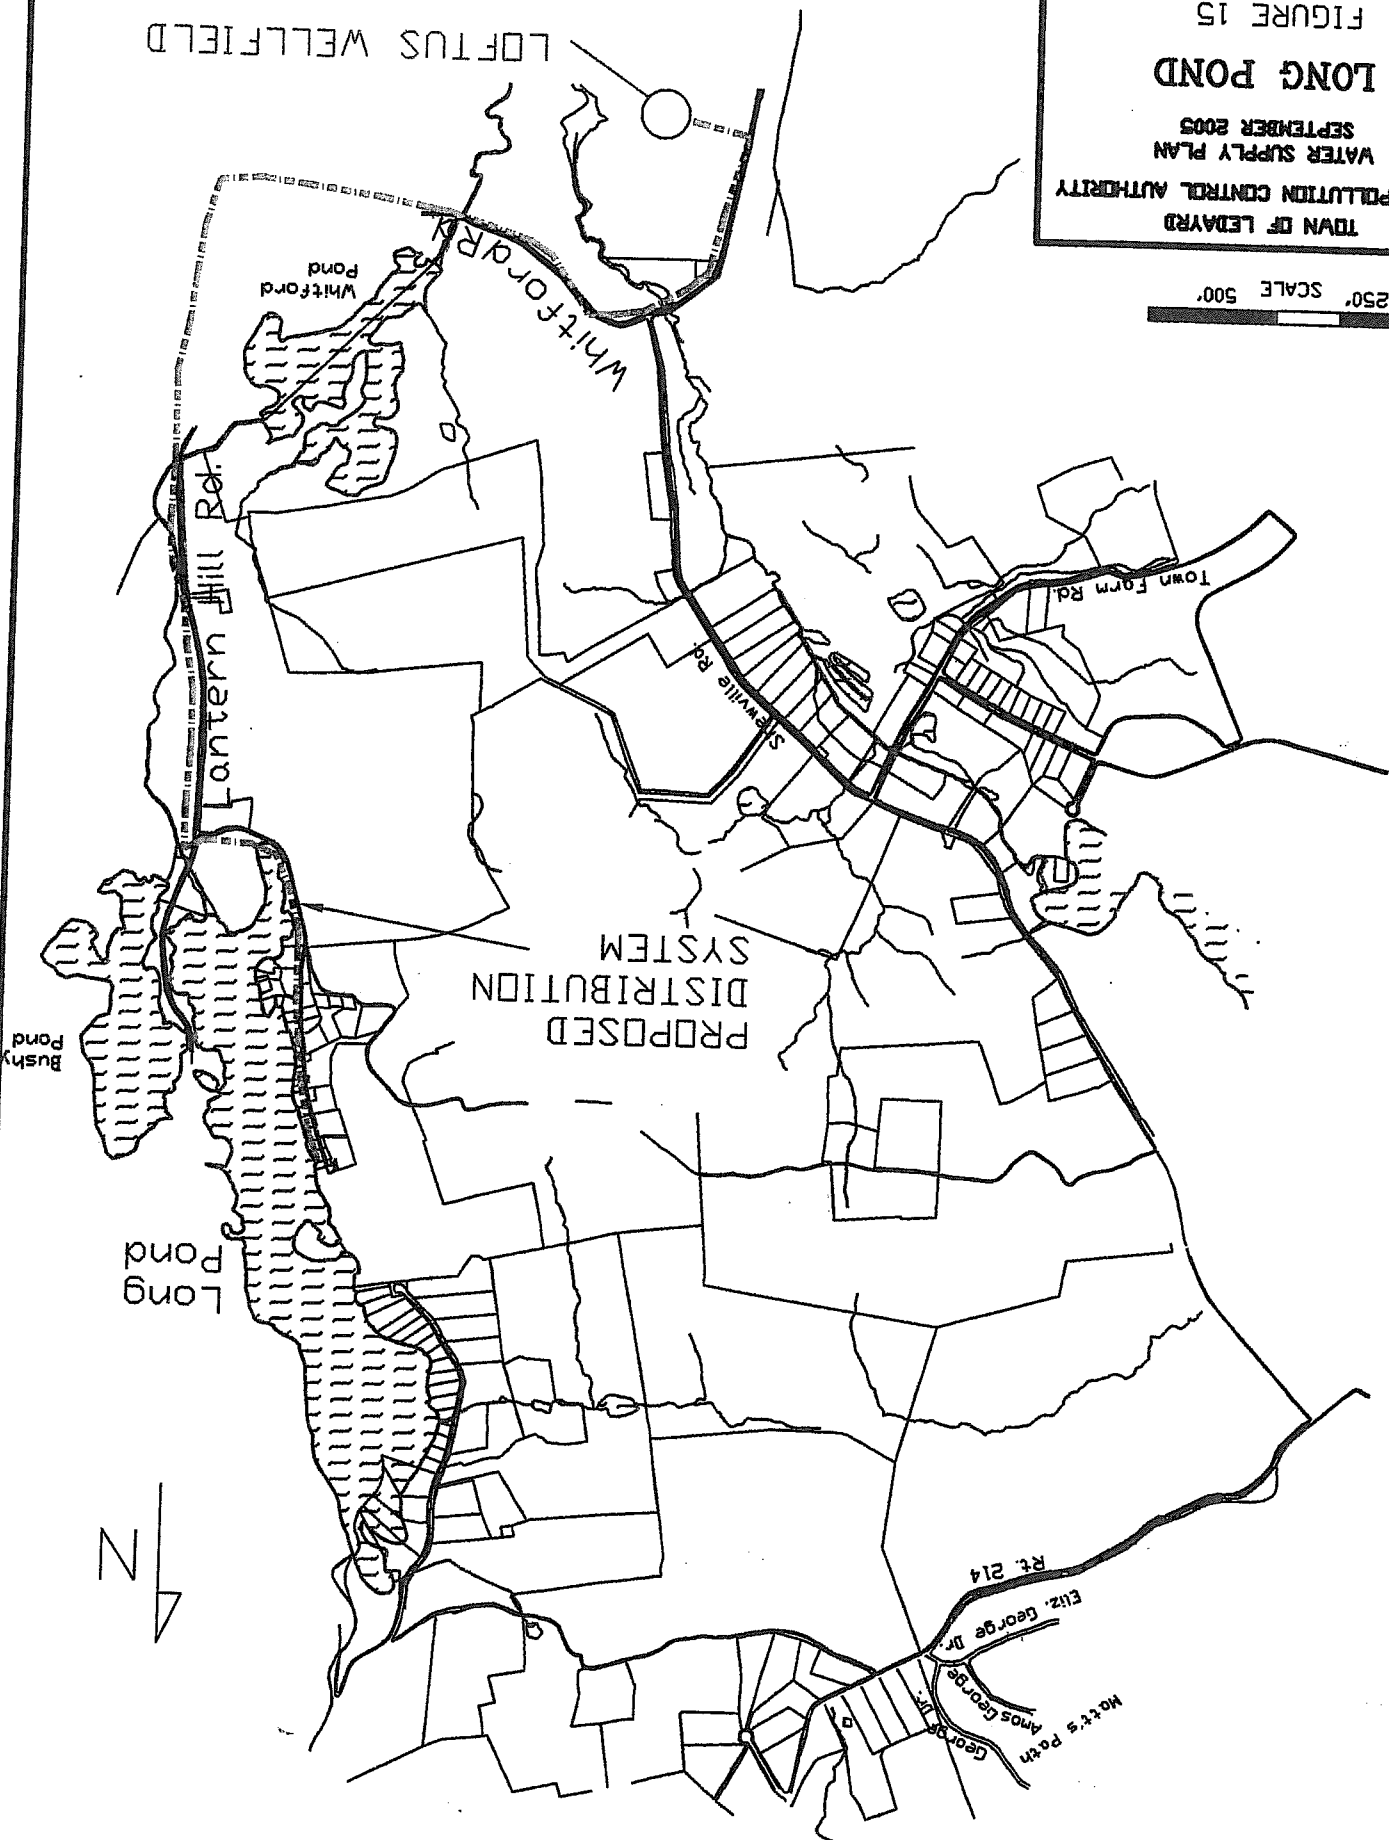 Matt's Path
Amos George
George Dr.
Eliz. George Dr.
Rt. 214
N
Long
Pond
Bushy
Pond
PROPOSED
DISTRIBUTION
SYSTEM
Lantern Hill Rd.
Shewville Rd.
Town Farm Rd.
Whitford
Pond
Whitford Rd
LOFTUS WELLFIELD
250' SCALE 500'
TOWN OF LEDAYRD
POLLUTION CONTROL AUTHORITY
WATER SUPPLY PLAN
SEPTEMBER 2005
LONG POND
FIGURE 15